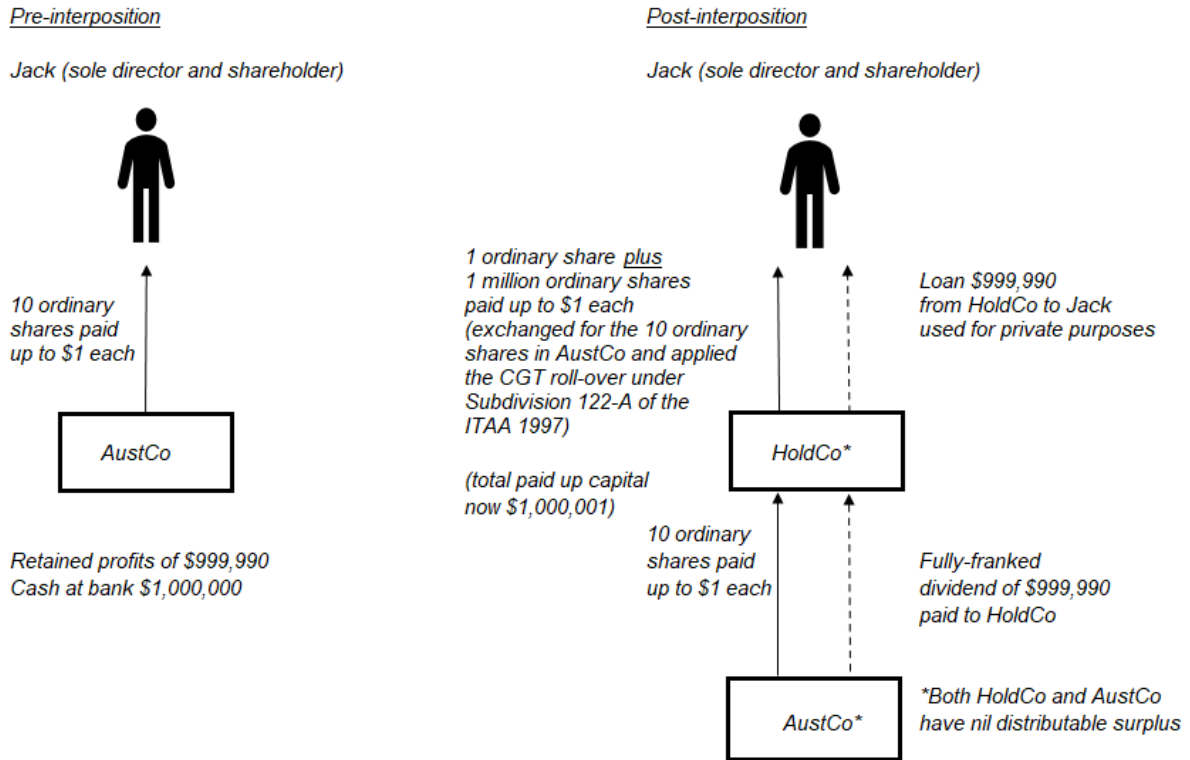 Pre-interposition
Jack (sole director and shareholder)
10 ordinary
shares paid
up to $1 each
AustCo
Retained profits of $999,990
Cash at bank $1,000,000
Post-interposition
Jack (sole director and shareholder)
1 ordinary share plus
1 million ordinary shares
paid up to $1 each
(exchanged for the 10 ordinary
shares in AustCo and applied
the CGT roll-over under
Subdivision 122-A of the
ITAA 1997)
(total paid up capital
now $1,000,001)
Loan $999,990
from HoldCo to Jack
used for private purposes
HoldCo*
10 ordinary
shares paid
up to $1 each
Fully-franked
dividend of $999,990
paid to HoldCo
AustCo*
*Both HoldCo and AustCo
have nil distributable surplus